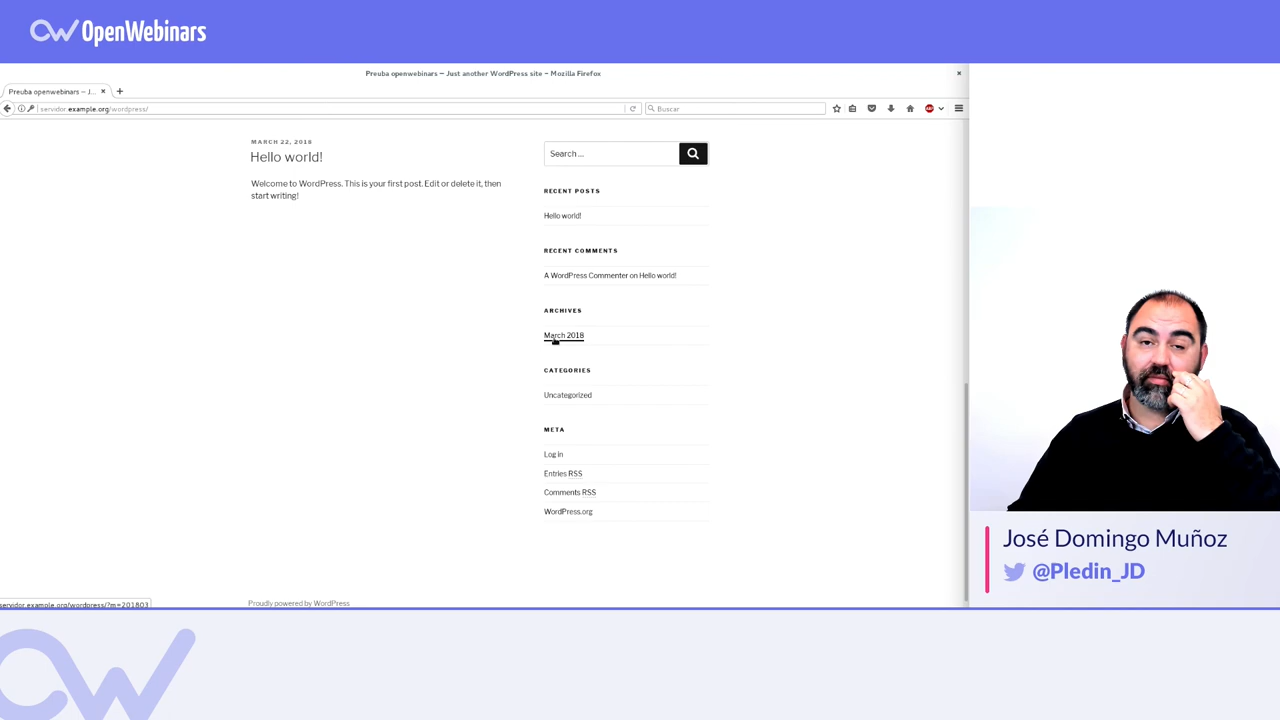 OpenWebinars
Preuba openwebinars – Just another WordPress site - Mozilla Firefox
Preuba openwebinars – J...
servidor.example.org/wordpress/
Buscar
MARCH 22, 2018
Hello world!
Welcome to WordPress. This is your first post. Edit or delete it, then
start writing!
Search ...
RECENT POSTS
Hello world!
RECENT COMMENTS
A WordPress Commenter on Hello world!
ARCHIVES
March 2018
CATEGORIES
Uncategorized
META
Log in
Entries RSS
Comments RSS
WordPress.org
servidor.example.org/wordpress/?m=201803
Proudly powered by WordPress
José Domingo Muñoz
@Pledin_JD